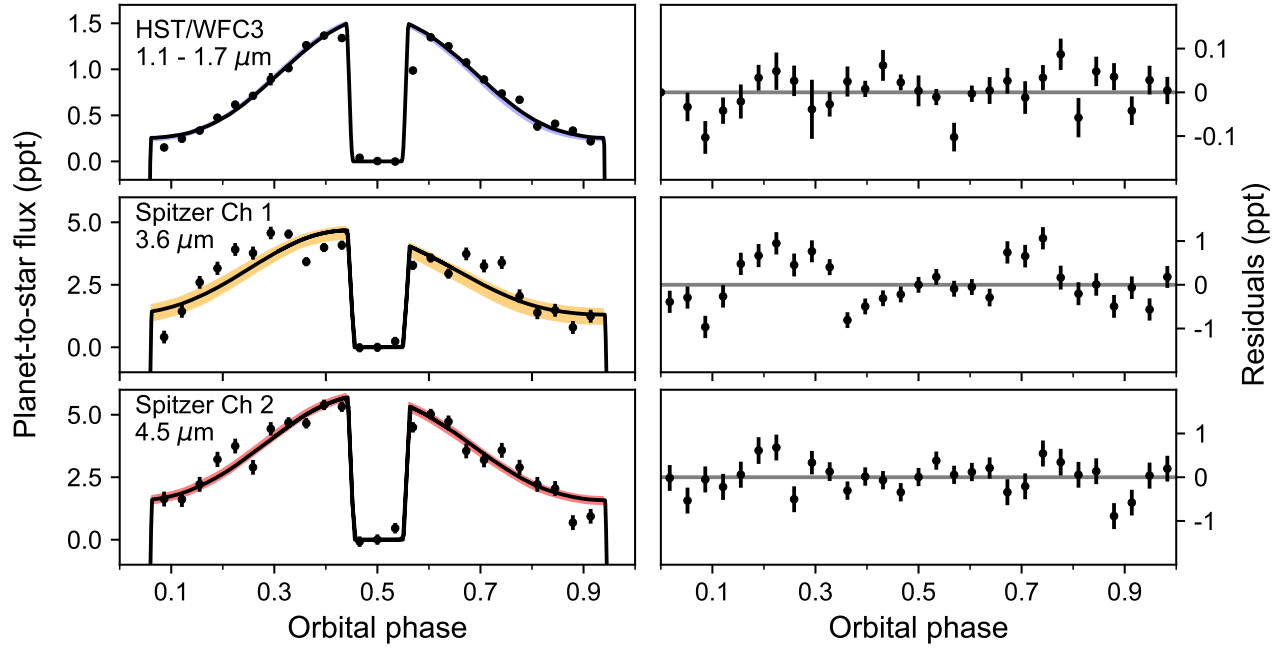 Planet-to-star flux (ppt)
HST/WFC3
1.1 - 1.7 μm
1.5
1.0
0.5
0.0
0.1
0
-0.1
Spitzer Ch 1
3.6 μm
5.0
2.5
0.0
1
0
-1
Residuals (ppt)
Spitzer Ch 2
4.5 μm
5.0
2.5
0.0
1
0
-1
0.1 0.3 0.5 0.7 0.9
0.1 0.3 0.5 0.7 0.9
Orbital phase
Orbital phase